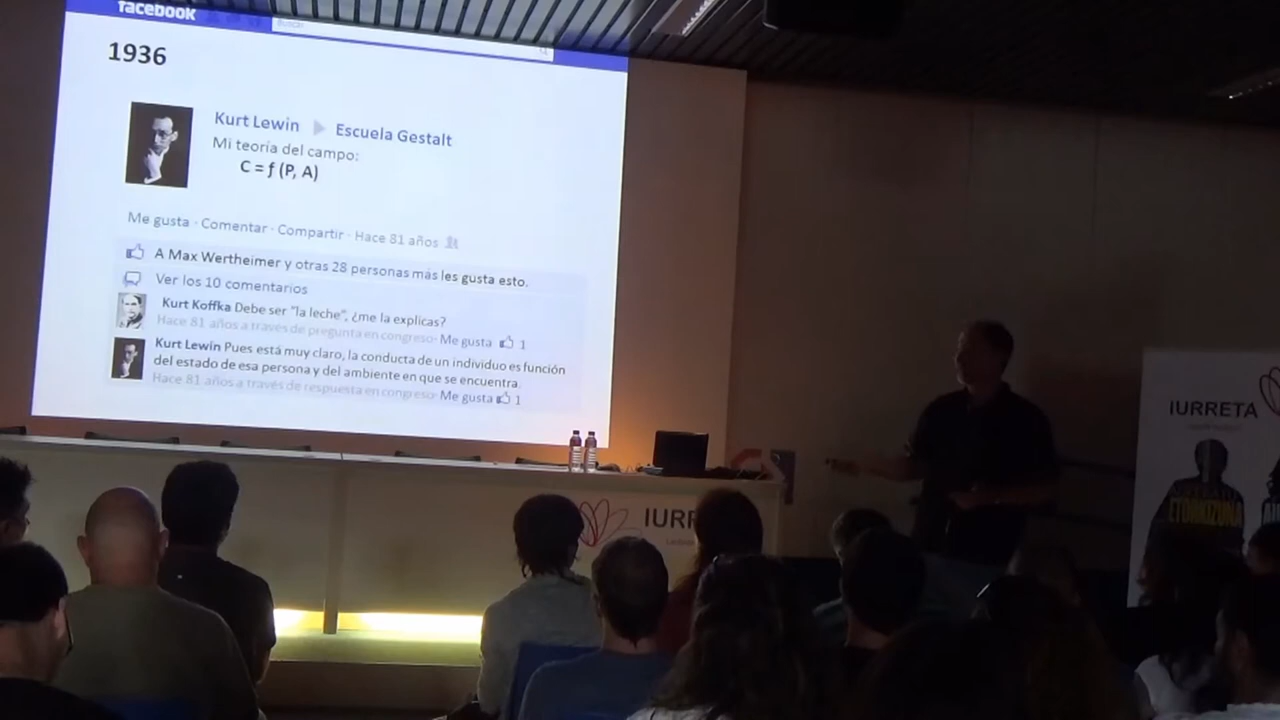 facebook
Buscar
1936
Kurt Lewin Escuela Gestalt
Mi teoría del campo:
C = f (P, A)
Me gusta · Comentar · Compartir · Hace 81 años
A Max Wertheimer y otras 28 personas mas les gusta esto.
Ver los 10 comentarios
Kurt Koffka Debe ser "la leche", ¿me la explicas?
Hace 81 años a través de pregunta en congreso· Me gusta 1
Kurt Lewin Pues está muy claro, la conducta de un individuo es función
del estado de esa persona y del ambiente en que se encuentra.
Hace 81 años a través de respuesta en congreso· Me gusta 1
IURRETA
IURR